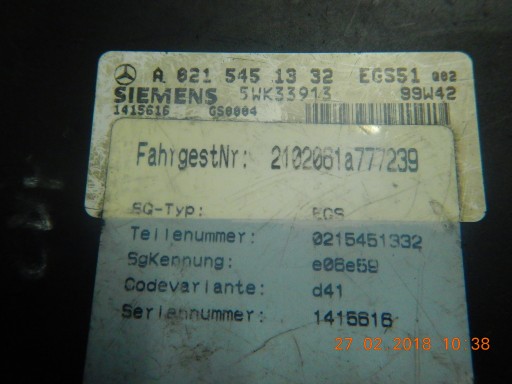 A 021 545 13 32 EGS51 Q02
SIEMENS 5WK33913 99W42
1415616 GS0004
FahrgestNr: 2102061a777239
SG-Typ: EGS
Teilenummer: 0215451332
SgKennung: e06e59
Codevariante: d41
Seriennummer: 1415616
27 02 2018 10:38